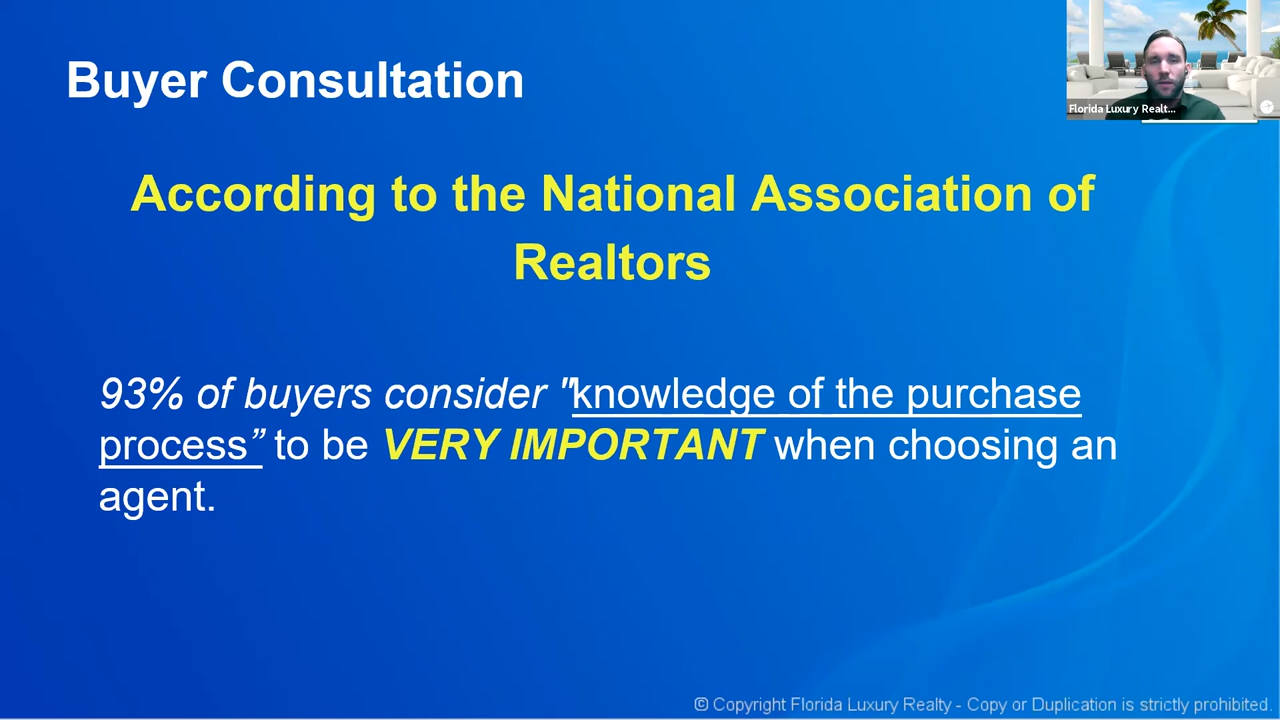 Buyer Consultation
Florida Luxury Realt...
According to the National Association of
Realtors
93% of buyers consider "knowledge of the purchase
process” to be VERY IMPORTANT when choosing an
agent.
© Copyright Florida Luxury Realty - Copy or Duplication is strictly prohibited.